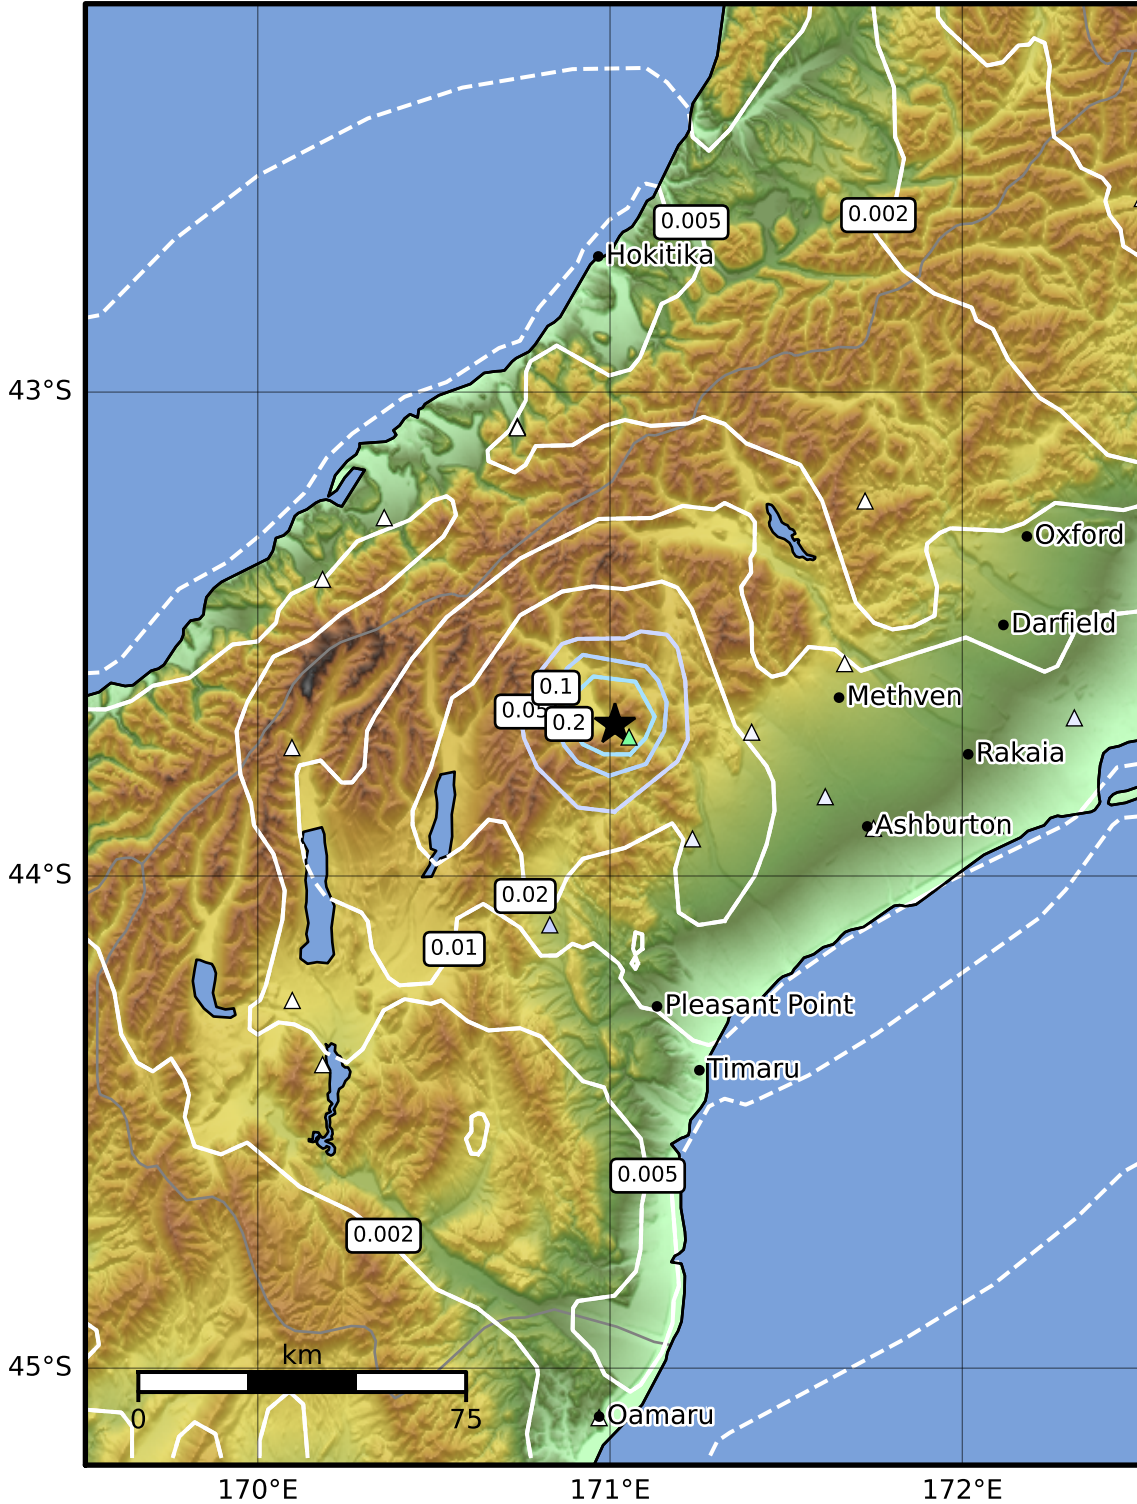 0.005
0.002
Hokitika
43°S
Oxford
Darfield
0.1
Methven
0.2
Rakaia
Ashburton
44°S
0.02
0.01
Pleasant Point
Timaru
0.005
0.002
km
45°S
0
75
Oamaru
170°E
171°E
172°E